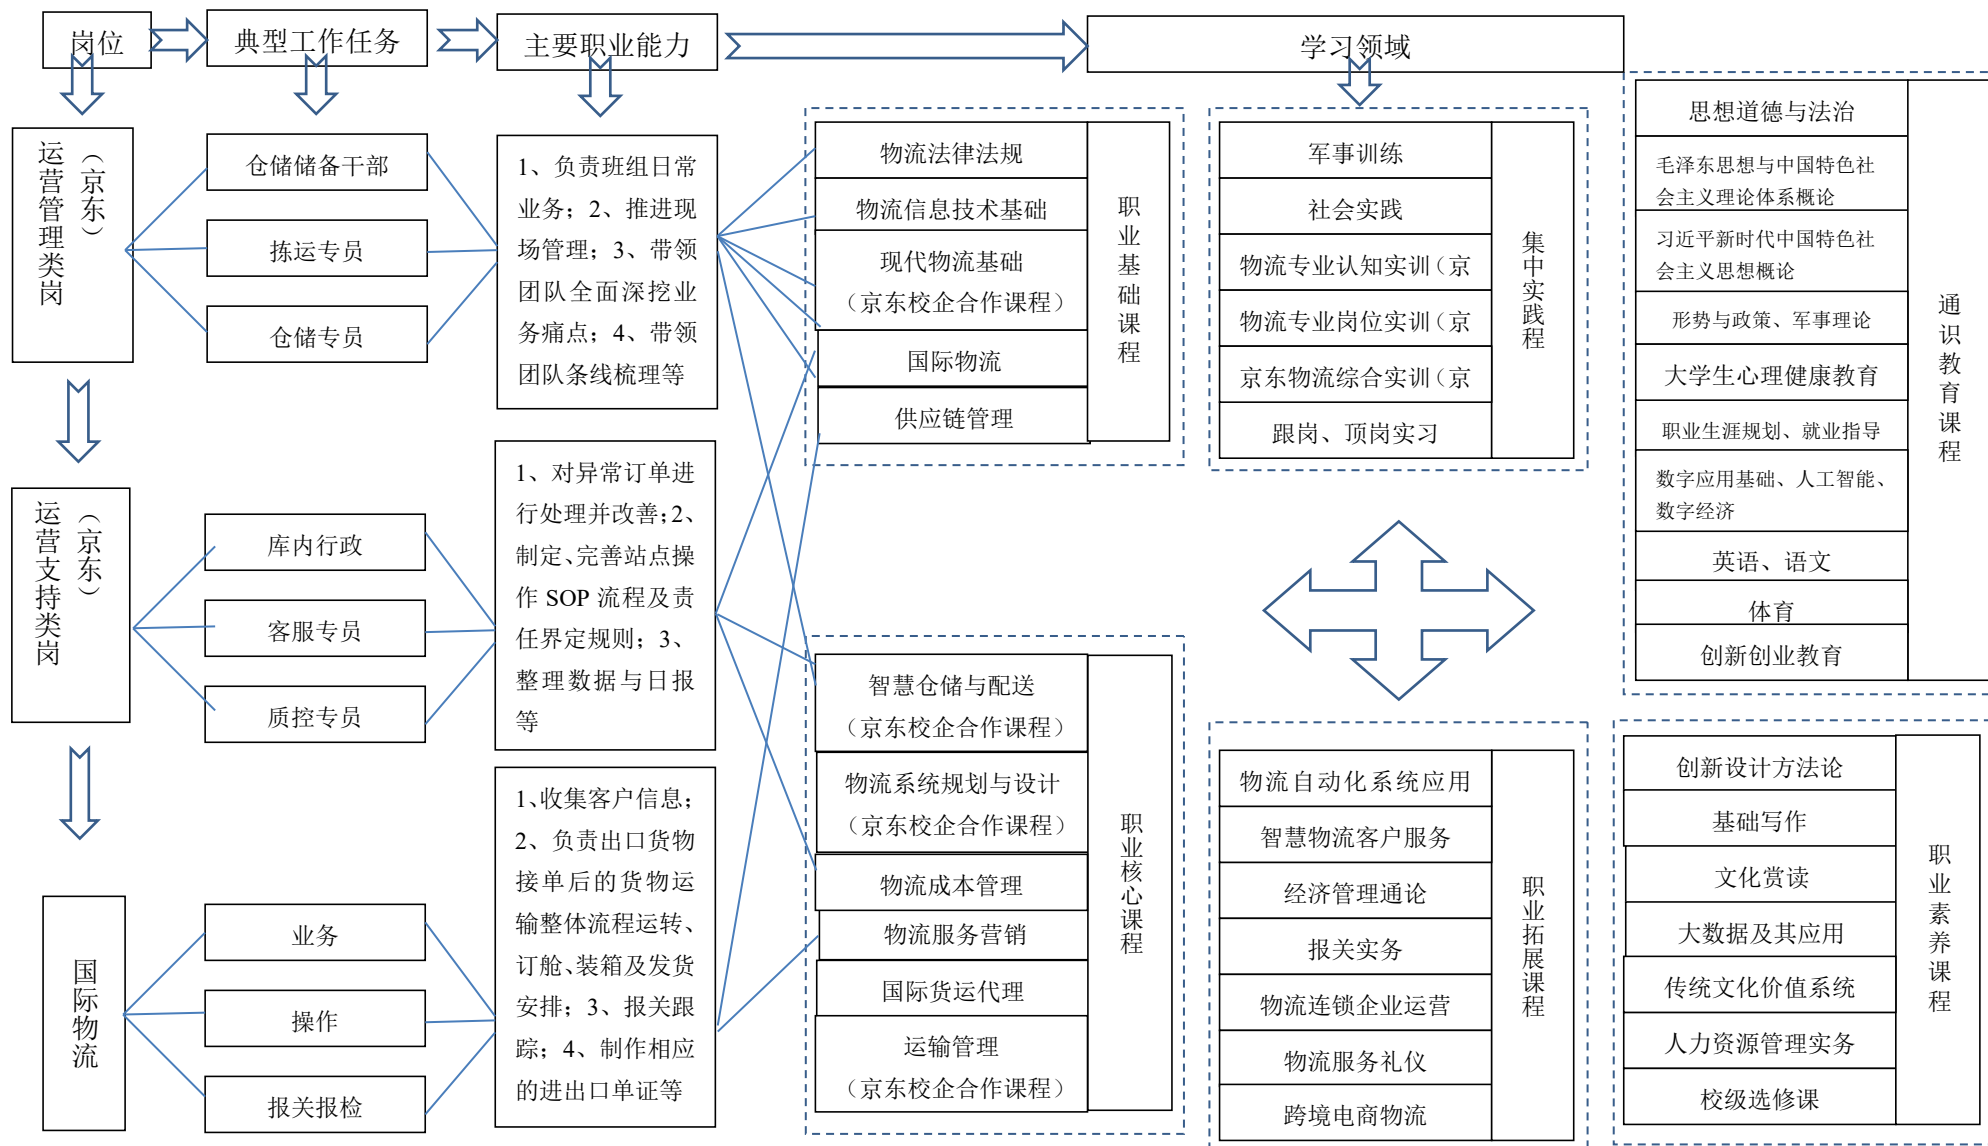 岗位
典型工作任务
主要职业能力
学习领域
运营管理类岗
（京东）
仓储储备干部
拣运专员
仓储专员
1、负责班组日常
业务；2、推进现
场管理；3、带领
团队全面深挖业
务痛点；4、带领
团队条线梳理等
运营支持类岗
（京东）
库内行政
客服专员
质控专员
1、对异常订单进
行处理并改善；2、
制定、完善站点操
作 SOP 流程及责
任界定规则；3、
整理数据与日报
等
国际物流
业务
操作
报关报检
1、收集客户信息；
2、负责出口货物
接单后的货物运
输整体流程运转、
订舱、装箱及发货
安排；3、报关跟
踪；4、制作相应
的进出口单证等
物流法律法规
物流信息技术基础
现代物流基础
（京东校企合作课程）
国际物流
供应链管理
职业基础课程
智慧仓储与配送
（京东校企合作课程）
物流系统规划与设计
（京东校企合作课程）
物流成本管理
物流服务营销
国际货运代理
运输管理
（京东校企合作课程）
职业核心课程
军事训练
社会实践
物流专业认知实训（京
物流专业岗位实训（京
京东物流综合实训（京
跟岗、顶岗实习
集中实践程
物流自动化系统应用
智慧物流客户服务
经济管理通论
报关实务
物流连锁企业运营
物流服务礼仪
跨境电商物流
职业拓展课程
思想道德与法治
毛泽东思想与中国特色社
会主义理论体系概论
习近平新时代中国特色社
会主义思想概论
形势与政策、军事理论
大学生心理健康教育
职业生涯规划、就业指导
数字应用基础、人工智能、
数字经济
英语、语文
体育
创新创业教育
通识教育课程
创新设计方法论
基础写作
文化赏读
大数据及其应用
传统文化价值系统
人力资源管理实务
校级选修课
职业素养课程